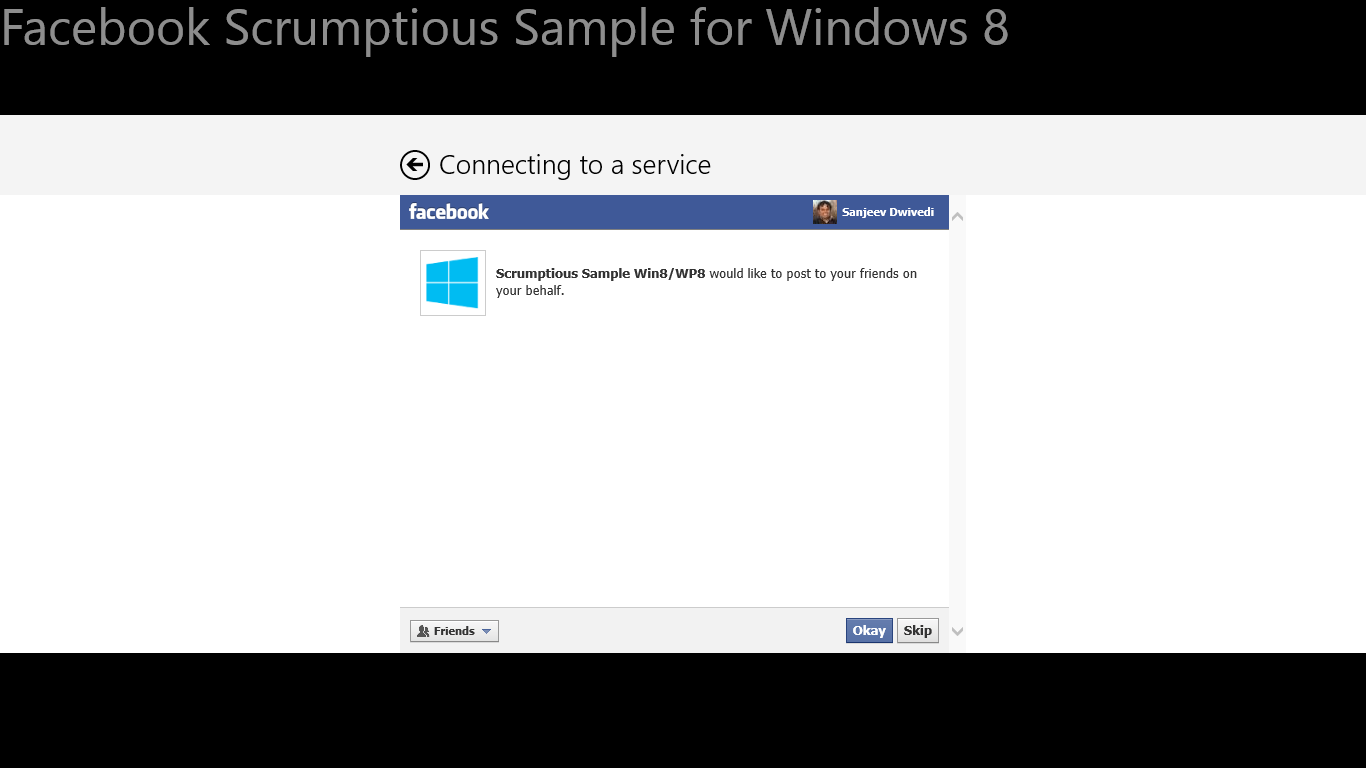 Facebook Scrumptious Sample for Windows 8
Connecting to a service
facebook
Sanjeev Dwivedi
Scrumptious Sample Win8/WP8 would like to post to your friends on
your behalf.
Friends
Okay
Skip